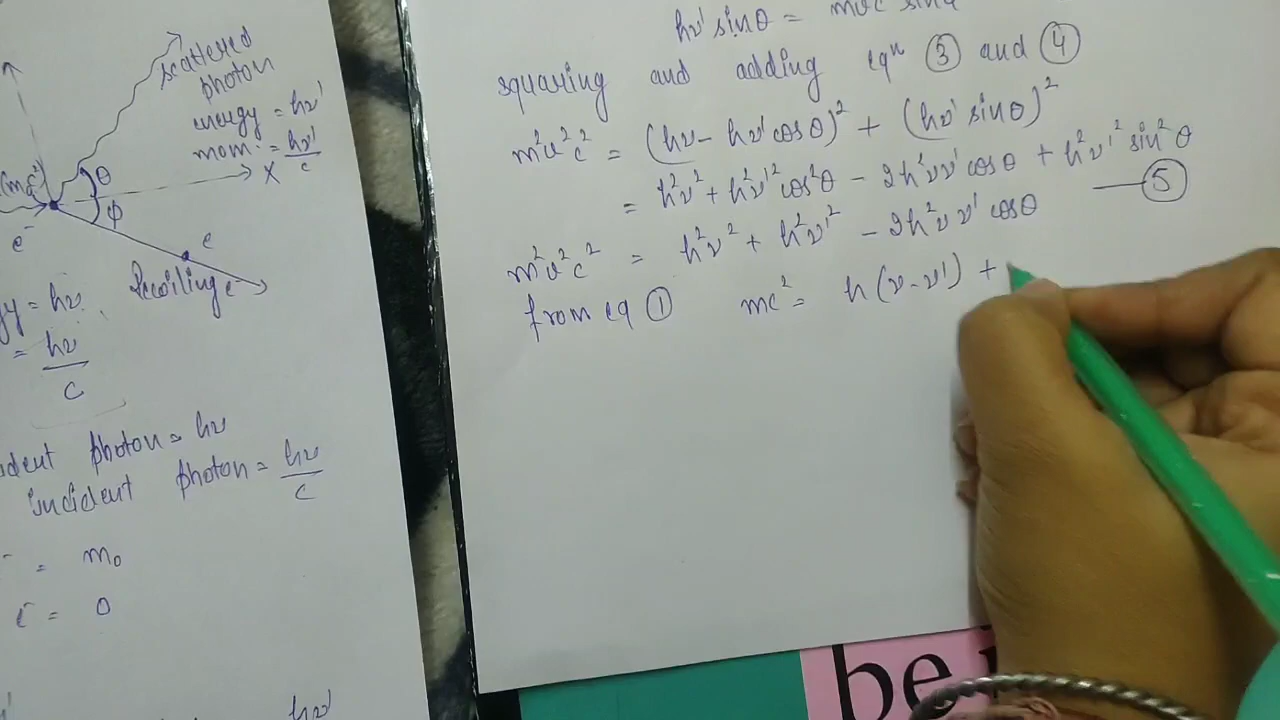 scattered
photon
energy = hν'
mom = hν'/c
θ
X
ϕ
e⁻
e
Recoiling e⁻
= hν
= hν/c
photon = hν
incident photon = hν/c
= m₀
e⁻ = 0
hν'
hν' sinθ = mvc
squaring and adding eqⁿ ③ and ④
m²v²c² = (hν - hν' cosθ)² + (hν' sinθ)²
= h²ν² + h²ν'² cos²θ - 2h²νν' cosθ + h²ν'² sin²θ
m²v²c² = h²ν² + h²ν'² - 2h²νν' cosθ —⑤
from eq ① mc² = h(ν-ν') +
be